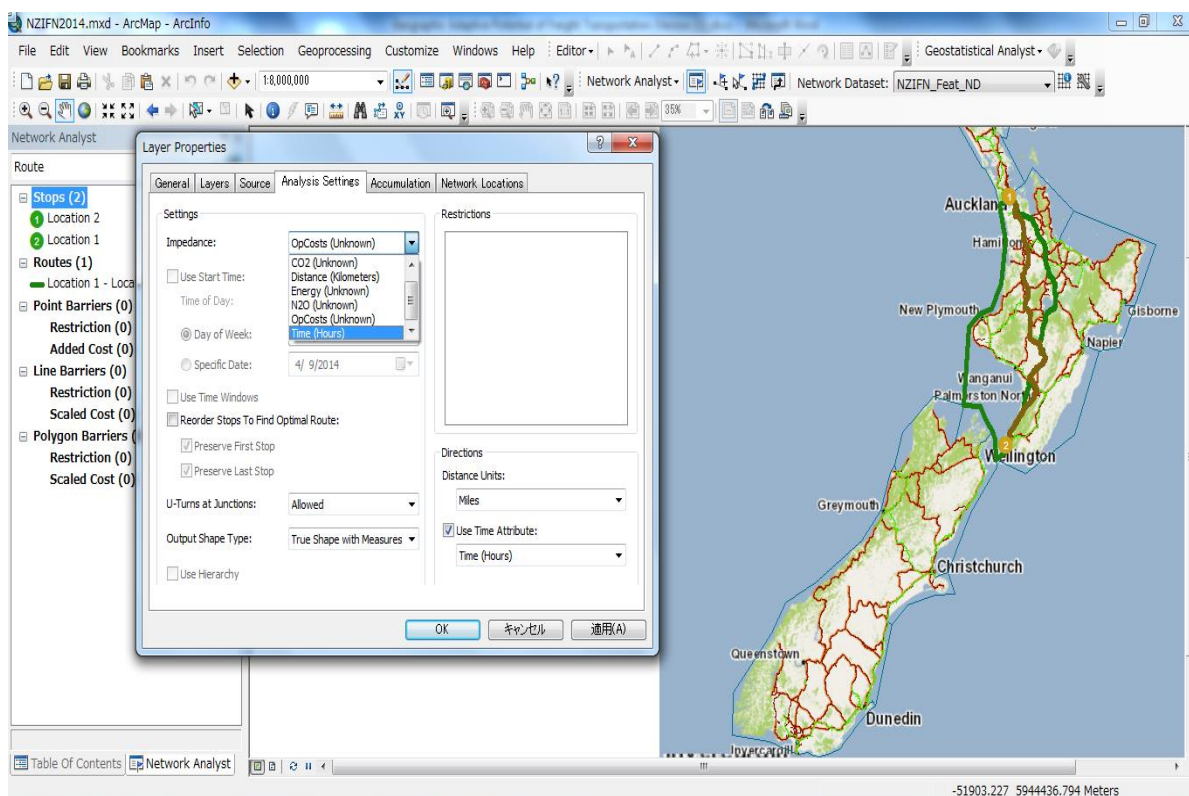 NZIFN2014.mxd - ArcMap - ArcInfo
File Edit View Bookmarks Insert Selection Geoprocessing Customize Windows Help Editor Geostatistical Analyst
1:8,000,000 Network Analyst Network Dataset: NZIFN_Feat_ND
35%
Network Analyst
Route
Stops (2)
1 Location 2
2 Location 1
Routes (1)
Location 1 - Loca
Point Barriers (0)
Restriction (0)
Added Cost (0)
Line Barriers (0)
Restriction (0)
Scaled Cost (0)
Polygon Barriers (
Restriction (0)
Scaled Cost (0)
Table Of Contents Network Analyst
Layer Properties
General Layers Source Analysis Settings Accumulation Network Locations
Settings
Impedance: OpCosts (Unknown)
CO2 (Unknown)
Distance (Kilometers)
Energy (Unknown)
N2O (Unknown)
OpCosts (Unknown)
Time (Hours)
Use Start Time:
Time of Day:
Day of Week:
Specific Date: 4/ 9/2014
Use Time Windows
Reorder Stops To Find Optimal Route:
Preserve First Stop
Preserve Last Stop
U-Turns at Junctions: Allowed
Output Shape Type: True Shape with Measures
Use Hierarchy
Restrictions
Directions
Distance Units:
Miles
Use Time Attribute:
Time (Hours)
OK キャンセル 適用(A)
Auckland
1
Hamilton
New Plymouth
Gisborne
Napier
Wanganui
Palmerston Nor
2
Wellington
Greymouth
Christchurch
Queenstown
Dunedin
Invercargill
-51903.227 5944436.794 Meters